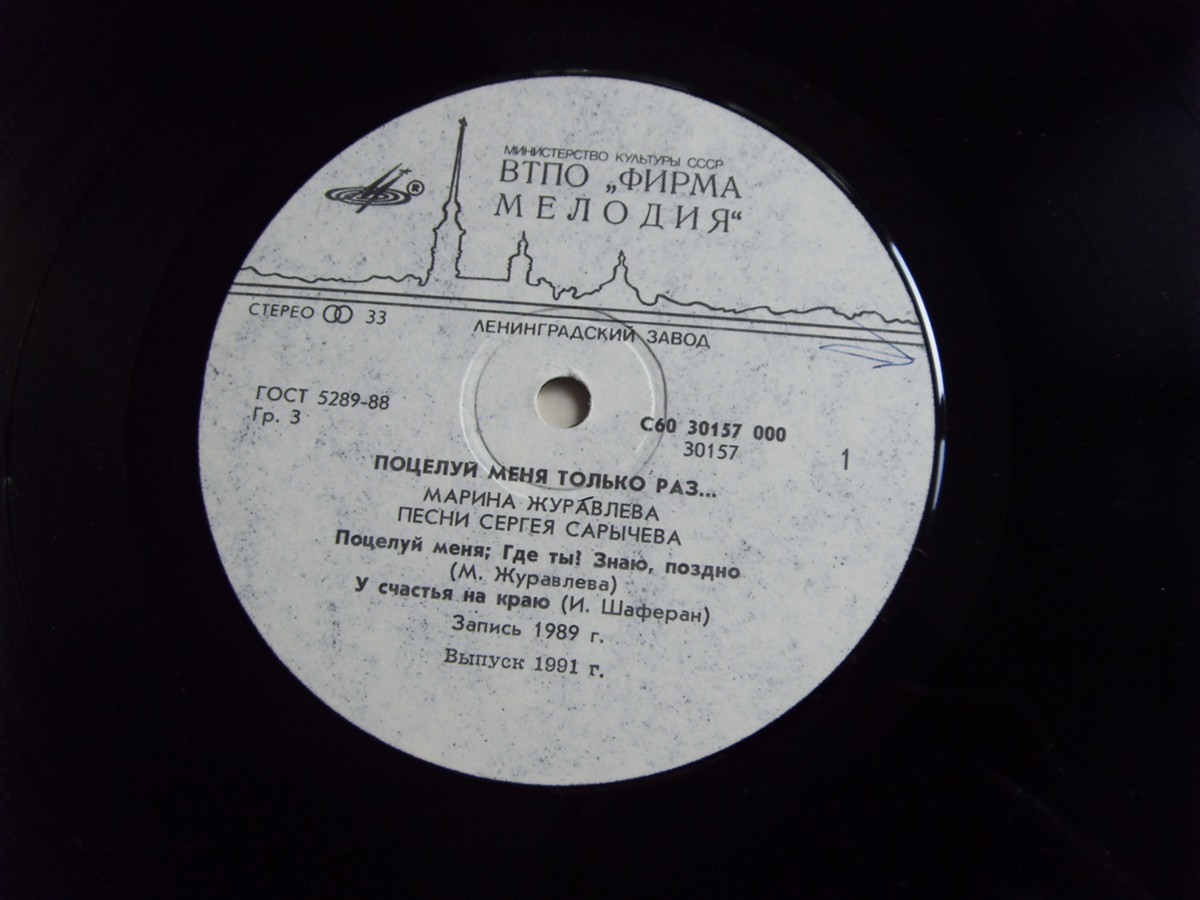 МИНИСТЕРСТВО КУЛЬТУРЫ СССР
ВТПО „ФИРМА
МЕЛОДИЯ“
®
СТЕРЕО 33
ЛЕНИНГРАДСКИЙ ЗАВОД
ГОСТ 5289-88
Гр. 3
С60 30157 000
30157
1
ПОЦЕЛУЙ МЕНЯ ТОЛЬКО РАЗ...
МАРИНА ЖУРАВЛЕВА
ПЕСНИ СЕРГЕЯ САРЫЧЕВА
Поцелуй меня; Где ты? Знаю, поздно
(М. Журавлева)
У счастья на краю (И. Шаферан)
Запись 1989 г.
Выпуск 1991 г.